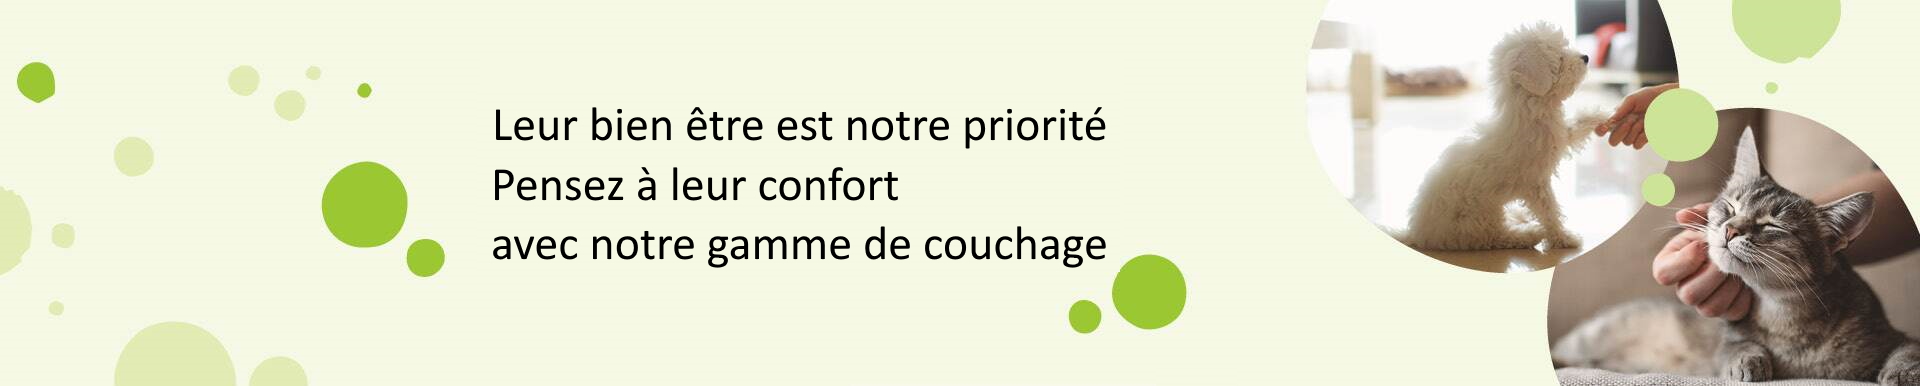 Leur bien être est notre priorité
Pensez à leur confort
avec notre gamme de couchage